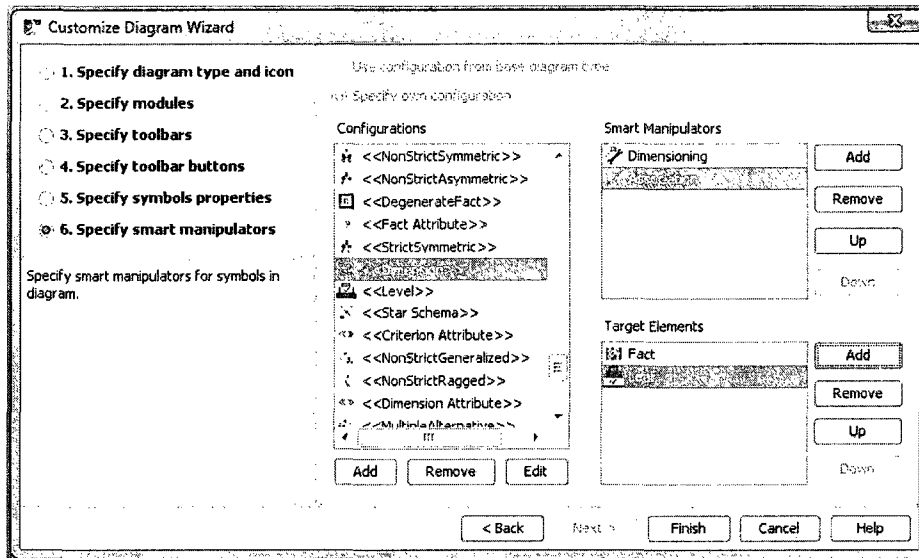 Customize Diagram Wizard
1. Specify diagram type and icon
2. Specify modules
3. Specify toolbars
4. Specify toolbar buttons
5. Specify symbols properties
6. Specify smart manipulators
Specify smart manipulators for symbols in
diagram.
Use configuration from base diagram type
Specify own configuration
Configurations
<<NonStrictSymmetric>>
<<NonStrictAsymmetric>>
<<DegenerateFact>>
<<Fact Attribute>>
<<StrictSymmetric>>
<<Level>>
<<Star Schema>>
<<Criterion Attribute>>
<<NonStrictGeneralized>>
<<NonStrictRagged>>
<<Dimension Attribute>>
<<MultipleAlternative>>
Add Remove Edit
Smart Manipulators
Dimensioning
Add
Remove
Up
Down
Target Elements
Fact
Add
Remove
Up
Down
< Back Next > Finish Cancel Help